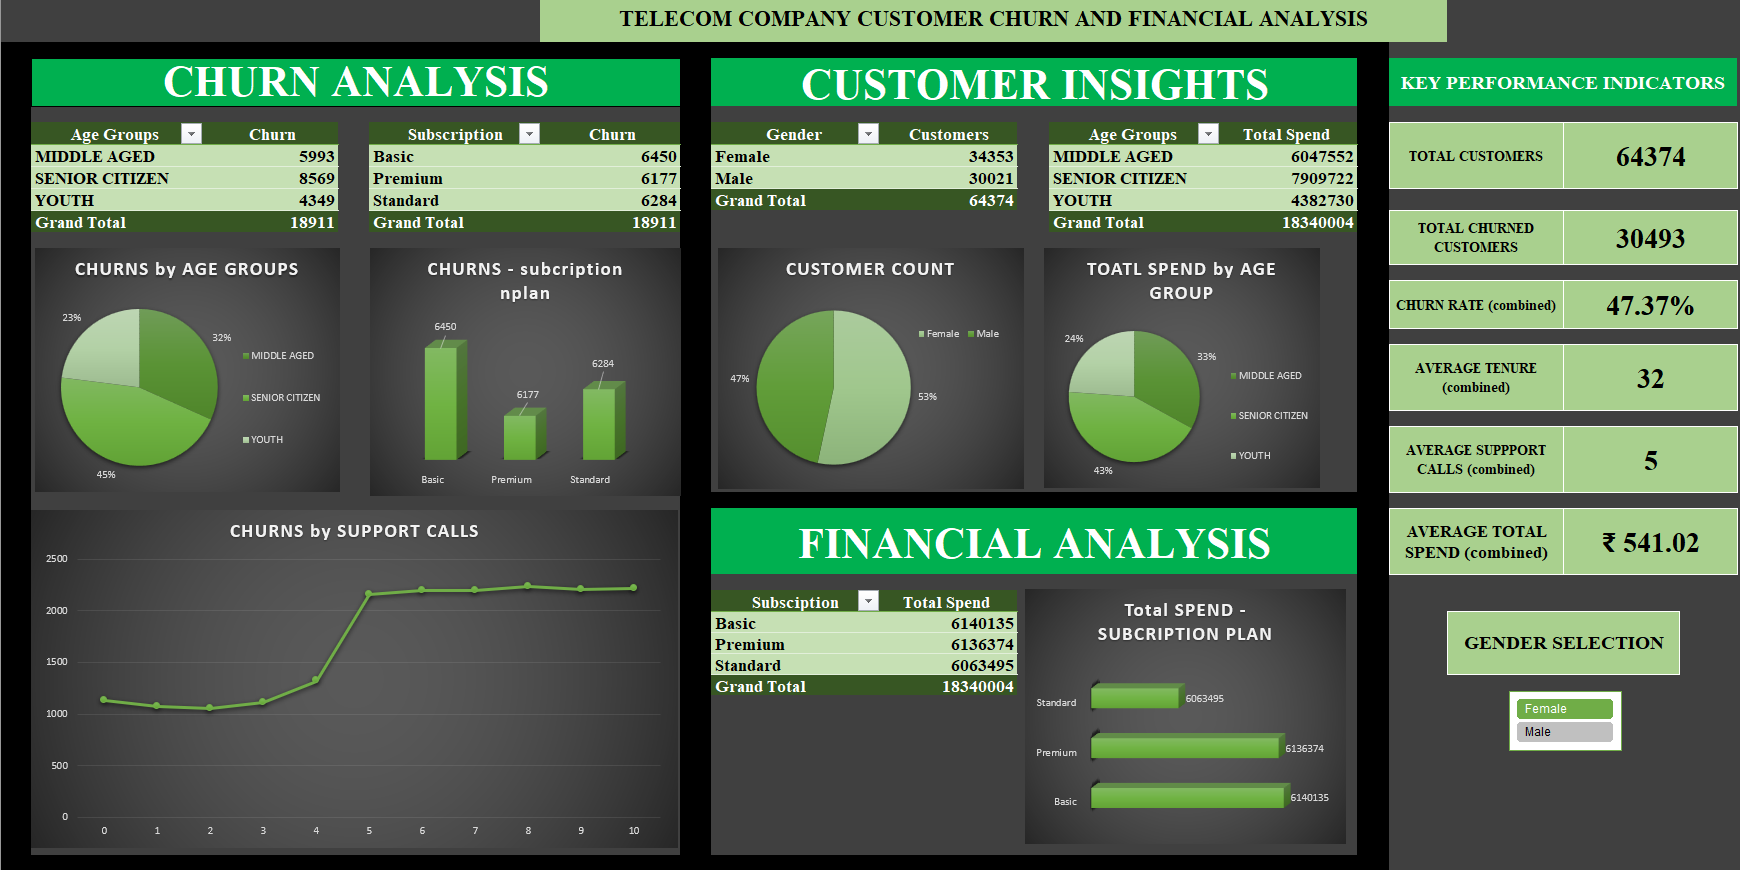 TELECOM COMPANY CUSTOMER CHURN AND FINANCIAL ANALYSIS
CHURN ANALYSIS
Age Groups Churn
MIDDLE AGED 5993
SENIOR CITIZEN 8569
YOUTH 4349
Grand Total 18911
Subscription Churn
Basic 6450
Premium 6177
Standard 6284
Grand Total 18911
CHURNS by AGE GROUPS
23%
32%
45%
MIDDLE AGED
SENIOR CITIZEN
YOUTH
CHURNS - subcription
nplan
6450
6177
6284
Basic Premium Standard
CHURNS by SUPPORT CALLS
2500
2000
1500
1000
500
0
0 1 2 3 4 5 6 7 8 9 10
CUSTOMER INSIGHTS
Gender Customers
Female 34353
Male 30021
Grand Total 64374
Age Groups Total Spend
MIDDLE AGED 6047552
SENIOR CITIZEN 7909722
YOUTH 4382730
Grand Total 18340004
CUSTOMER COUNT
Female Male
47%
53%
TOATL SPEND by AGE
GROUP
24%
33%
43%
MIDDLE AGED
SENIOR CITIZEN
YOUTH
FINANCIAL ANALYSIS
Subsciption Total Spend
Basic 6140135
Premium 6136374
Standard 6063495
Grand Total 18340004
Total SPEND -
SUBCRIPTION PLAN
Standard 6063495
Premium 6136374
Basic 6140135
KEY PERFORMANCE INDICATORS
TOTAL CUSTOMERS 64374
TOTAL CHURNED
CUSTOMERS
30493
CHURN RATE (combined) 47.37%
AVERAGE TENURE
(combined)
32
AVERAGE SUPPPORT
CALLS (combined)
5
AVERAGE TOTAL
SPEND (combined)
₹ 541.02
GENDER SELECTION
Female
Male